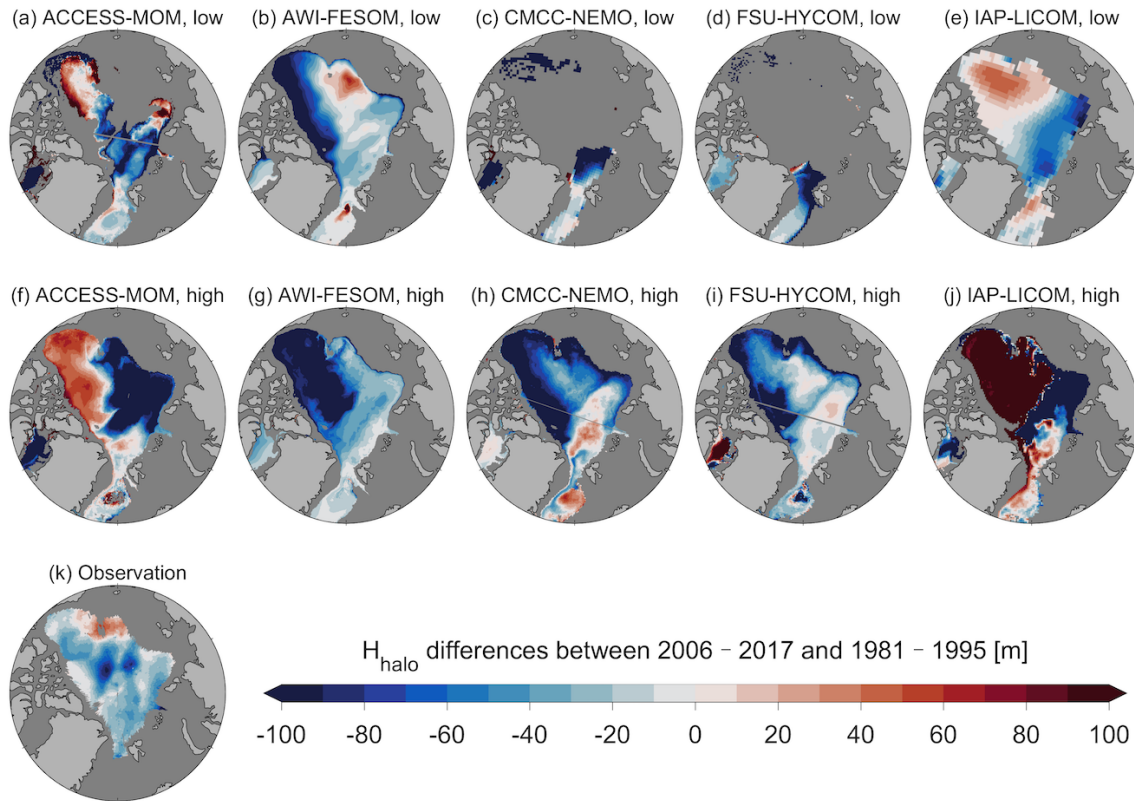 (a) ACCESS-MOM, low
(b) AWI-FESOM, low
(c) CMCC-NEMO, low
(d) FSU-HYCOM, low
(e) IAP-LICOM, low
(f) ACCESS-MOM, high
(g) AWI-FESOM, high
(h) CMCC-NEMO, high
(i) FSU-HYCOM, high
(j) IAP-LICOM, high
(k) Observation
H_halo differences between 2006 - 2017 and 1981 - 1995 [m]
-100 -80 -60 -40 -20 0 20 40 60 80 100